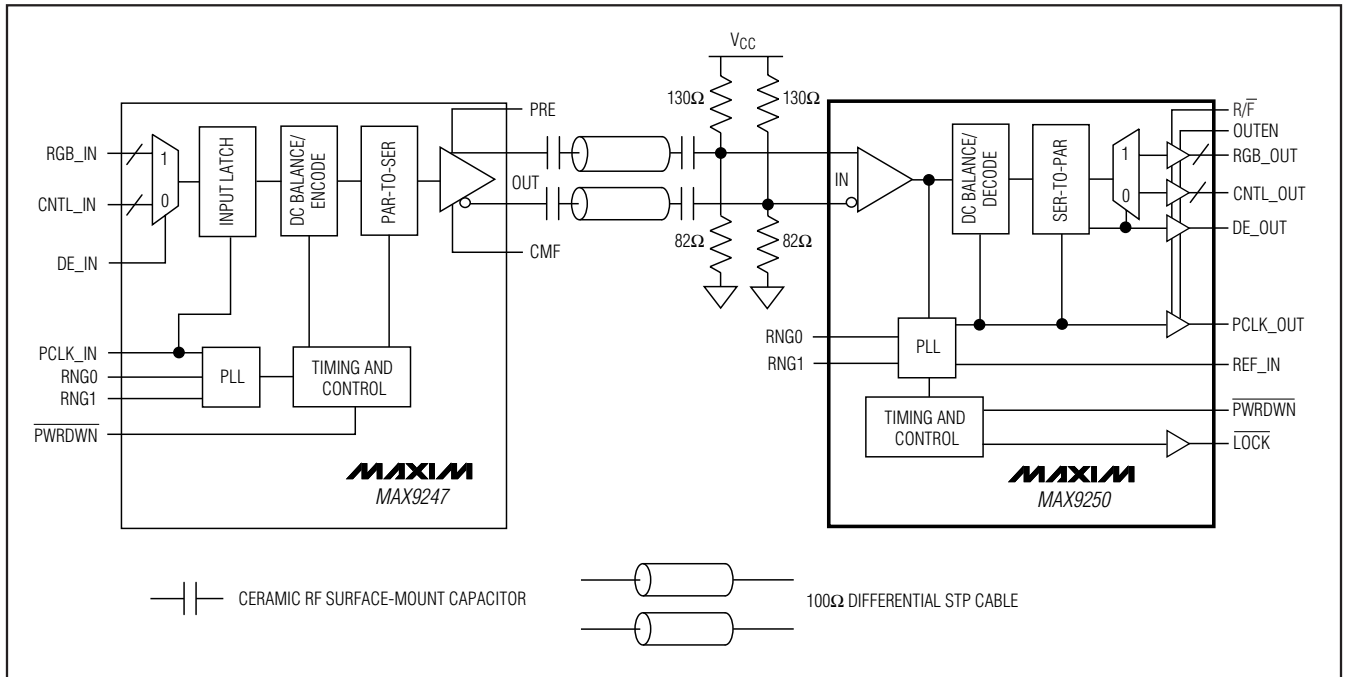 VCC
130Ω
130Ω
PRE
RGB_IN
1
CNTL_IN
0
INPUT LATCH
DC BALANCE/
ENCODE
PAR-TO-SER
OUT
DE_IN
CMF
82Ω
82Ω
PCLK_IN
RNG0
RNG1
PLL
TIMING AND
CONTROL
PWRDWN
MAXIM
MAX9247
IN
DC BALANCE/
DECODE
SER-TO-PAR
1
0
R/F
OUTEN
RGB_OUT
CNTL_OUT
DE_OUT
PCLK_OUT
RNG0
RNG1
PLL
REF_IN
TIMING AND
CONTROL
PWRDWN
LOCK
MAXIM
MAX9250
CERAMIC RF SURFACE-MOUNT CAPACITOR
100Ω DIFFERENTIAL STP CABLE